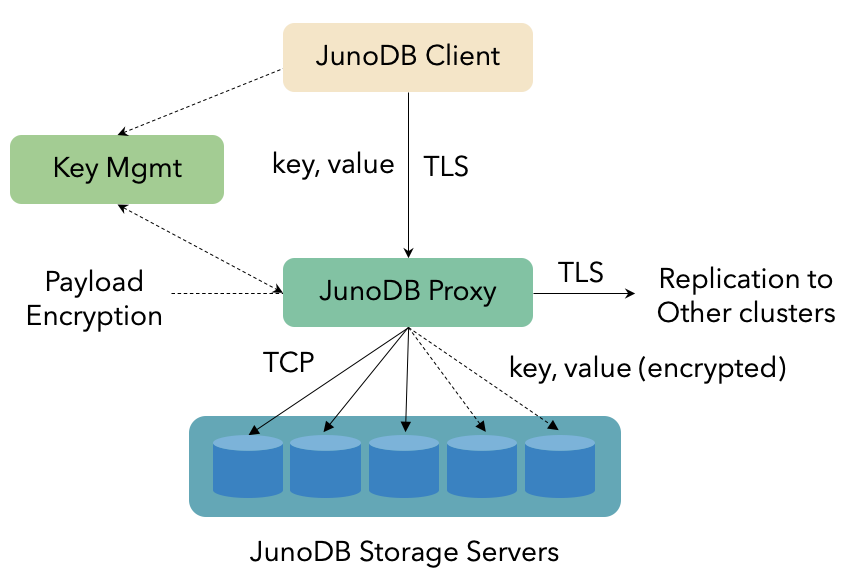 JunoDB Client
Key Mgmt
key, value
TLS
Payload
Encryption
JunoDB Proxy
TLS
Replication to
Other clusters
TCP
key, value (encrypted)
JunoDB Storage Servers